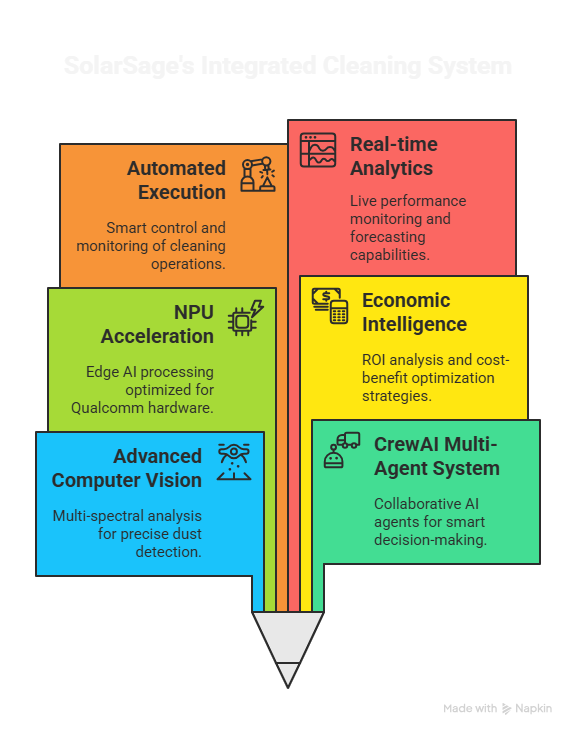 SolarSage's Integrated Cleaning System
Automated
Execution
Smart control and
monitoring of cleaning
operations.
Real-time
Analytics
Live performance
monitoring and
forecasting
capabilities.
NPU
Acceleration
Edge AI processing
optimized for
Qualcomm hardware.
Economic
Intelligence
ROI analysis and cost-
benefit optimization
strategies.
Advanced
Computer Vision
Multi-spectral analysis
for precise dust
detection.
CrewAI Multi-
Agent System
Collaborative AI
agents for smart
decision-making.
Made with Napkin